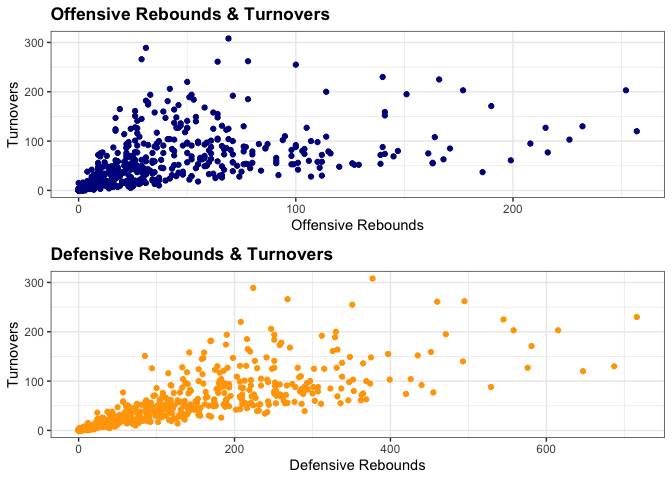 Offensive Rebounds & Turnovers
300
200
100
0
Turnovers
0 100 200
Offensive Rebounds
Defensive Rebounds & Turnovers
300
200
100
0
Turnovers
0 200 400 600
Defensive Rebounds